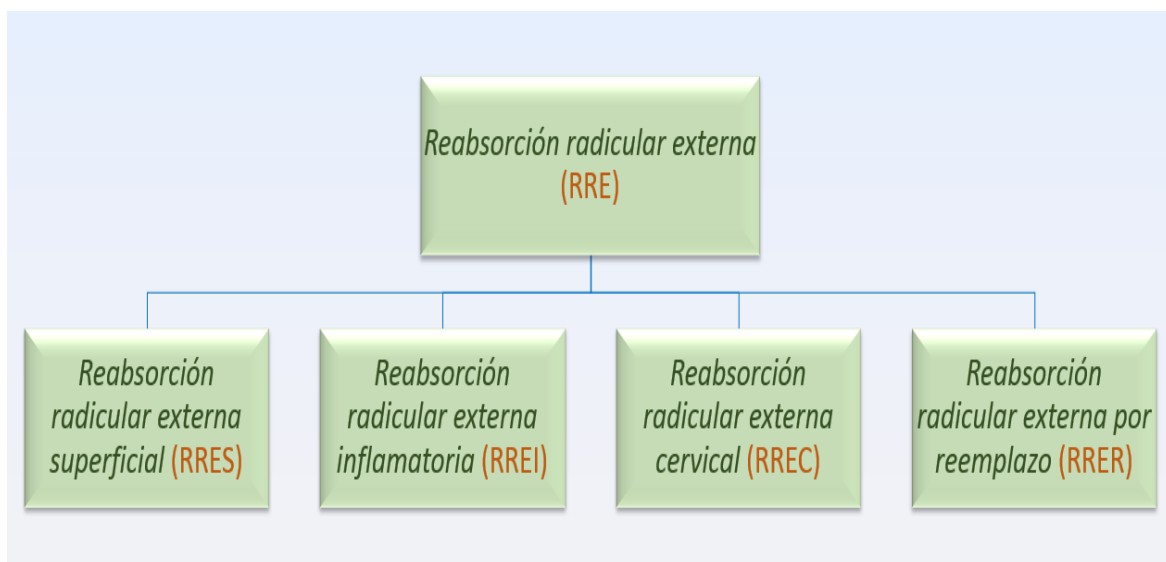 Reabsorción radicular externa
(RRE)
Reabsorción
radicular externa
superficial (RRES)
Reabsorción
radicular externa
inflamatoria (RREI)
Reabsorción
radicular externa
cervical (RREC)
Reabsorción
radicular externa por
reemplazo (RRER)